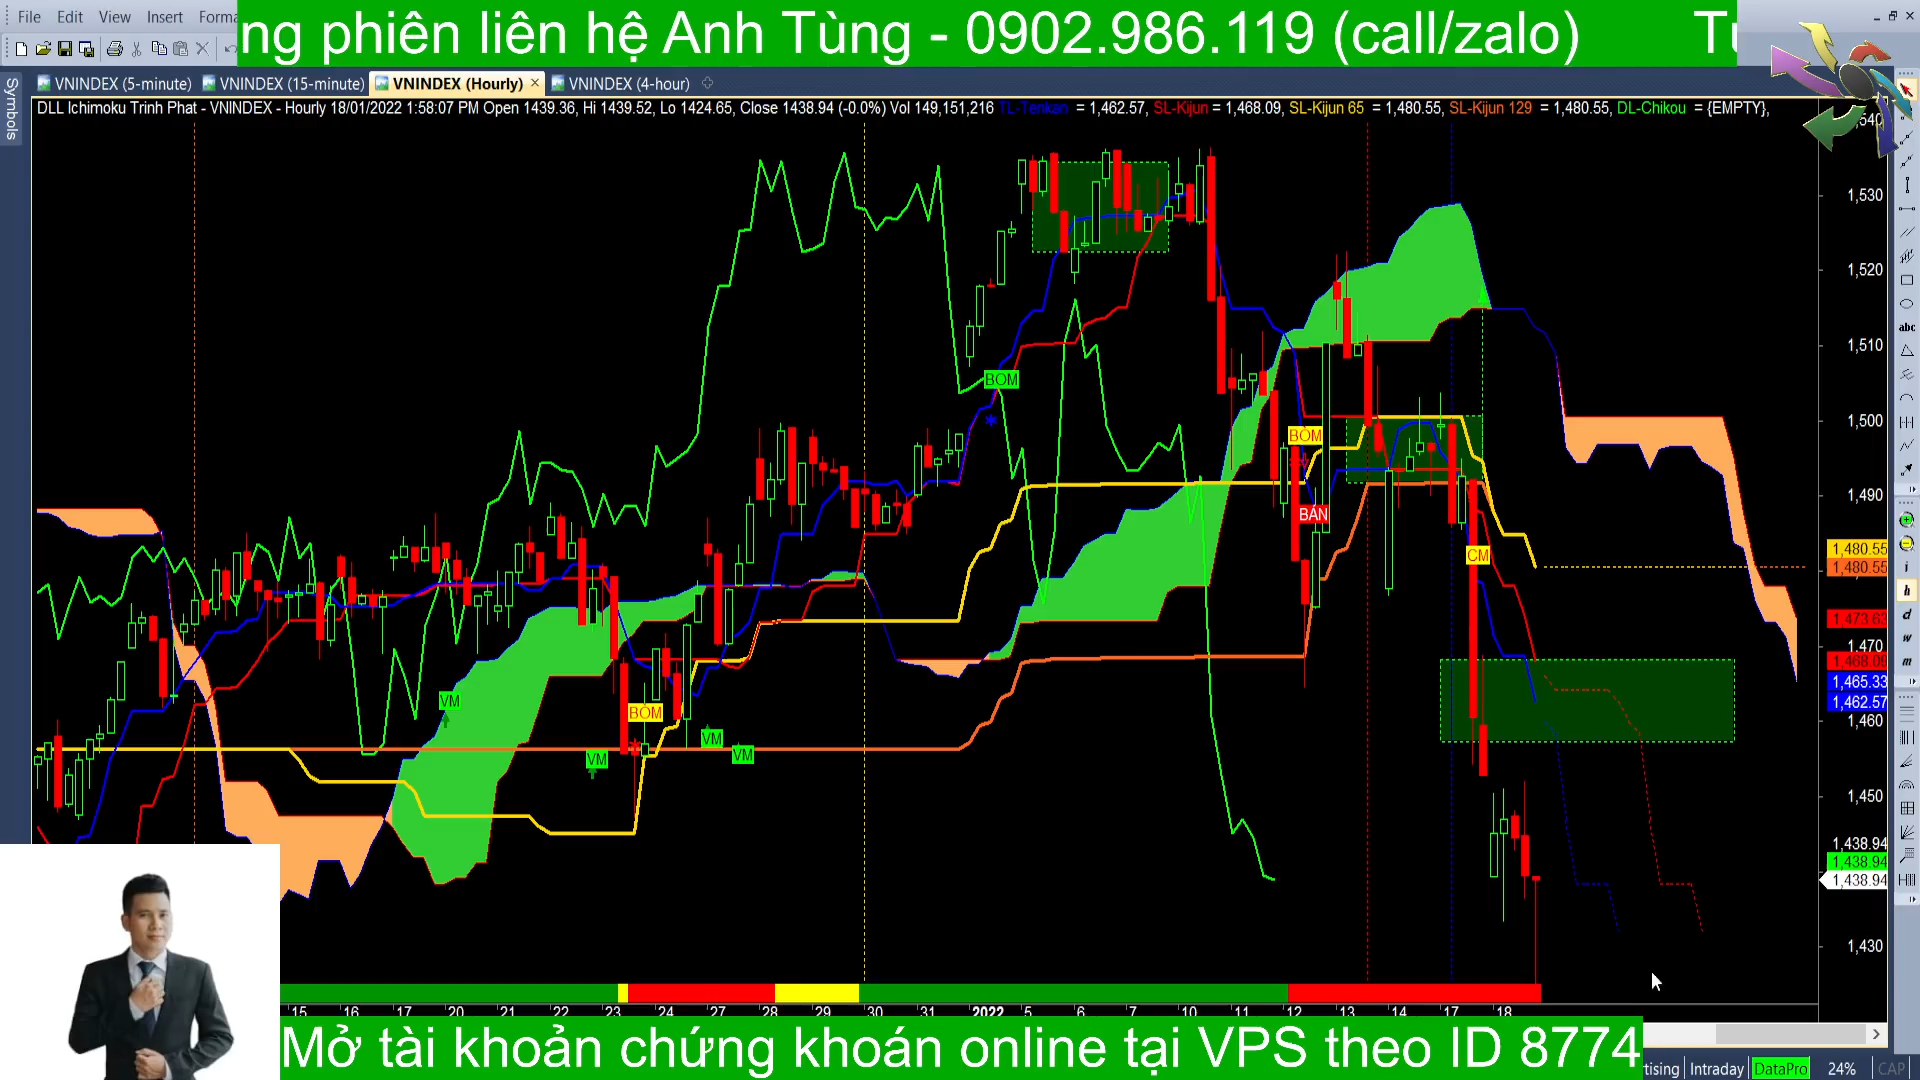 File Edit View Insert Forma
ng phiên liên hệ Anh Tùng - 0902.986.119 (call/zalo)
Symbols
VNINDEX (5-minute) VNINDEX (15-minute) VNINDEX (Hourly) VNINDEX (4-hour)
DLL Ichimoku Trinh Phat - VNINDEX - Hourly 18/01/2022 1:58:07 PM Open 1439.36, Hi 1439.52, Lo 1424.65, Close 1438.94 (-0.0%) Vol 149,151,216 TL-Tenkan = 1,462.57, SL-Kijun = 1,468.09, SL-Kijun 65 = 1,480.55, SL-Kijun 129 = 1,480.55, DL-Chikou = {EMPTY},
1,530
1,520
1,510
BOM
1,500
BOM
1,490
BÁN
1,480.55
CM
1,480.55
1,473.63
1,470
1,468.09
1,465.33
VM
1,462.57
BOM
1,460
VM
VM
VM
1,450
1,438.94
1,438.94
1,438.94
1,430
abc
i
h
d
w
m
15 16 17 20 21 22 23 24 27 28 29 30 31 2022 5 6 7 10 11 12 13 14 17 18
Mở tài khoản chứng khoán online tại VPS theo ID 8774
rtising Intraday DataPro 24% CAP